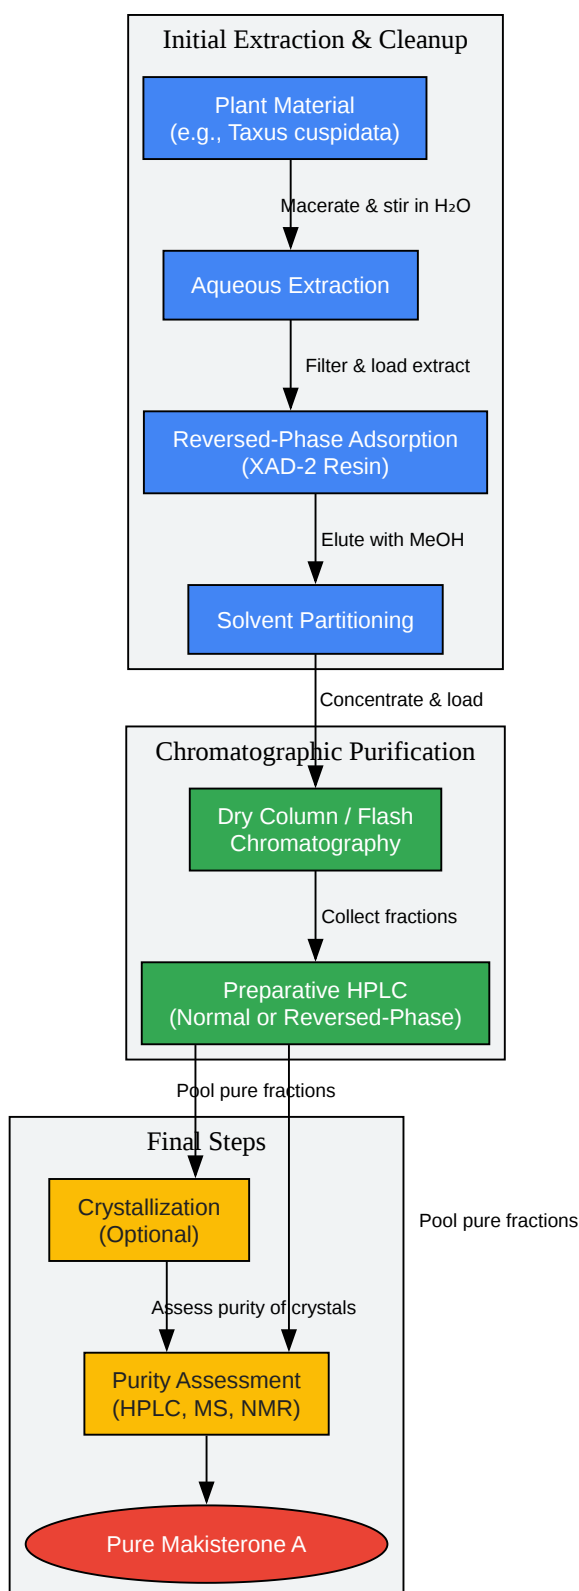 Initial Extraction & Cleanup
Plant Material
(e.g., Taxus cuspidata)
Macerate & stir in H₂O
Aqueous Extraction
Filter & load extract
Reversed-Phase Adsorption
(XAD-2 Resin)
Elute with MeOH
Solvent Partitioning
Concentrate & load
Chromatographic Purification
Dry Column / Flash
Chromatography
Collect fractions
Preparative HPLC
(Normal or Reversed-Phase)
Pool pure fractions
Final Steps
Crystallization
(Optional)
Pool pure fractions
Assess purity of crystals
Purity Assessment
(HPLC, MS, NMR)
Pure Makisterone A